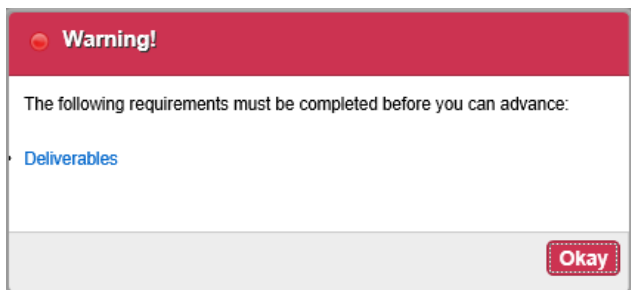 Warning!
The following requirements must be completed before you can advance:
• Deliverables
Okay